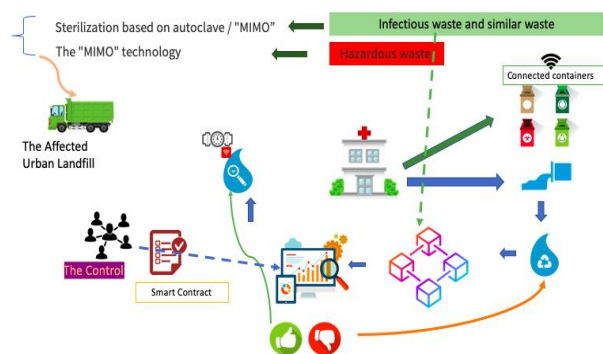 Sterilization based on autoclave / "MIMO”
Infectious waste and similar waste
The "MIMO" technology
Hazardous waste
Connected containers
The Affected
Urban Landfill
The Control
Smart Contract